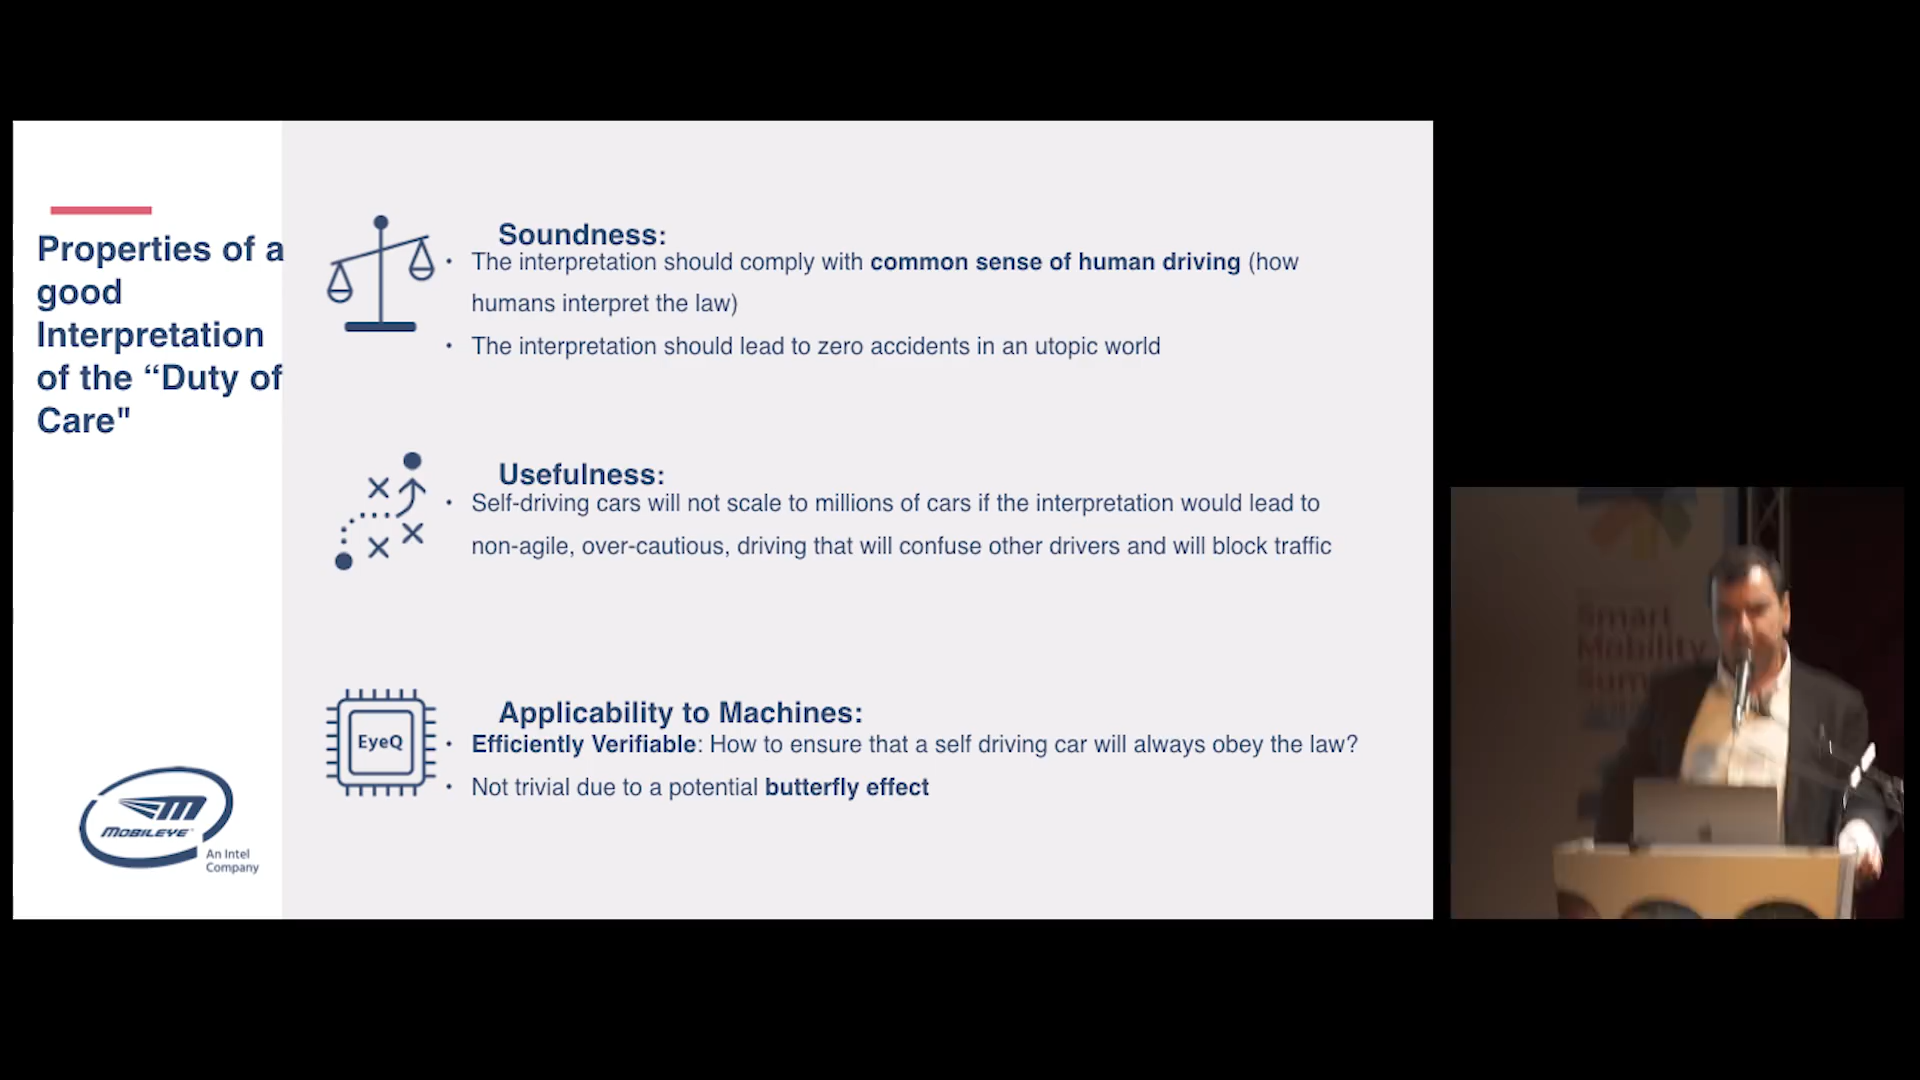 Properties of a
good
Interpretation
of the “Duty of
Care"
Soundness:
• The interpretation should comply with common sense of human driving (how
humans interpret the law)
• The interpretation should lead to zero accidents in an utopic world
Usefulness:
• Self-driving cars will not scale to millions of cars if the interpretation would lead to
non-agile, over-cautious, driving that will confuse other drivers and will block traffic
Applicability to Machines:
EyeQ
• Efficiently Verifiable: How to ensure that a self driving car will always obey the law?
• Not trivial due to a potential butterfly effect
MOBILEYE
An Intel
Company
Smart
Mobility